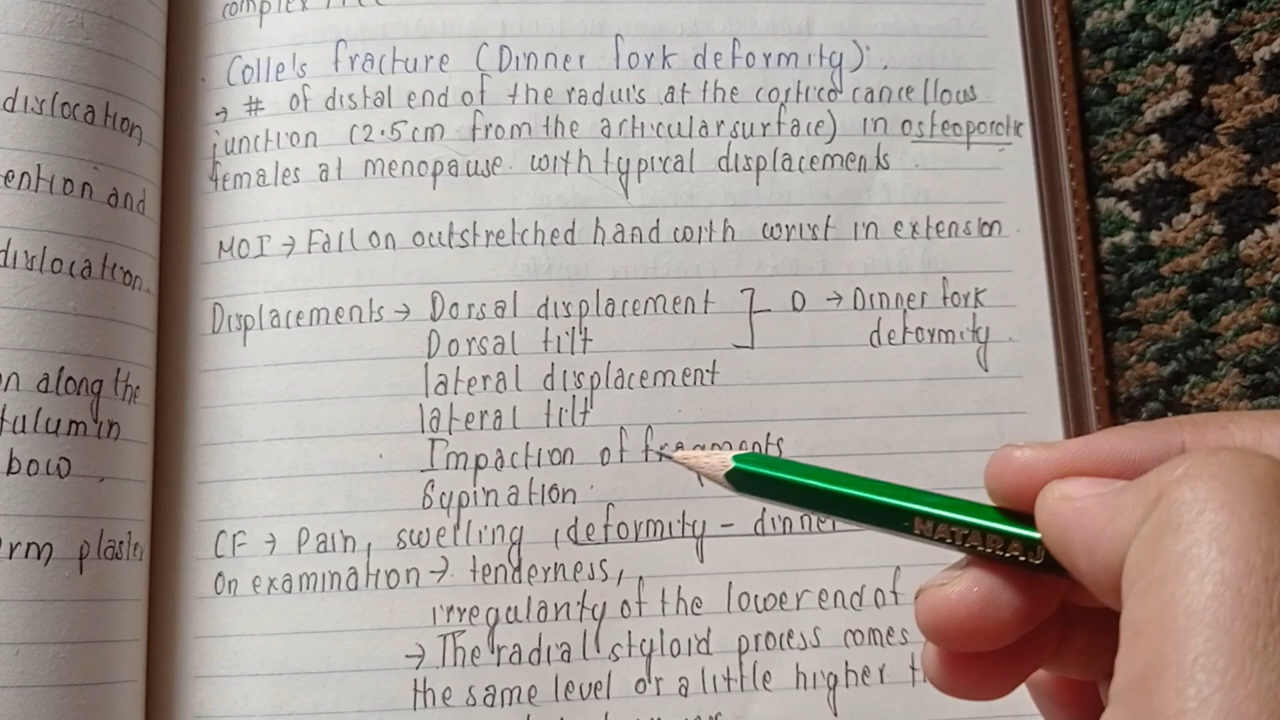 complex
dislocation
ention and
dislocation.
n along the
tulum in
bow
rm plaster
Colle's fracture (Dinner fork deformity):
→ # of distal end of the radius at the cortico cancellous
junction (2.5cm from the articular surface) in osteoporotic
females at menopause with typical displacements
MOI → Fall on outstretched hand with wrist in extension.
Displacements → Dorsal displacement ] D → Dinner fork
Dorsal tilt deformity.
lateral displacement
lateral tilt
Impaction of fragments
Supination
CF → Pain, swelling, deformity - dinner
On examination → tenderness,
irregularity of the lower end of
→ The radial styloid process comes
the same level or a little higher
NATARAJ